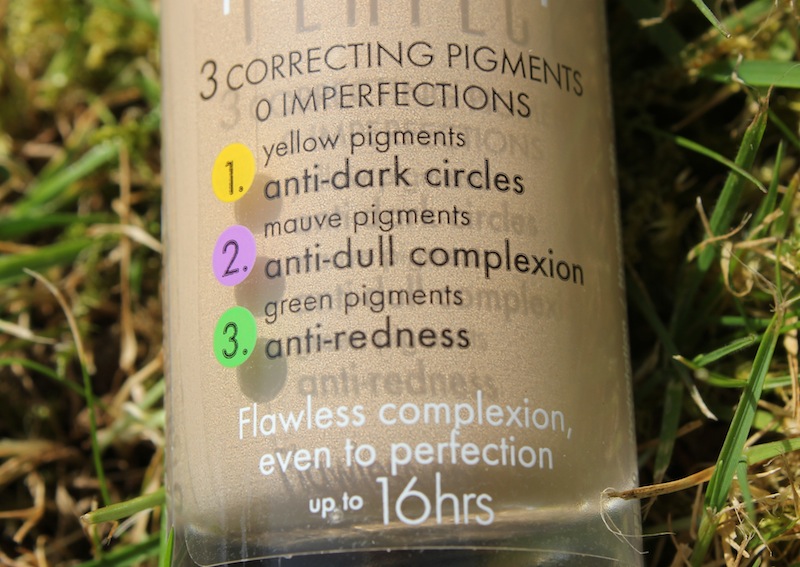 3 CORRECTING PIGMENTS
0 IMPERFECTIONS
yellow pigments
1. anti-dark circles
mauve pigments
2. anti-dull complexion
green pigments
3. anti-redness
Flawless complexion,
even to perfection
up to 16hrs